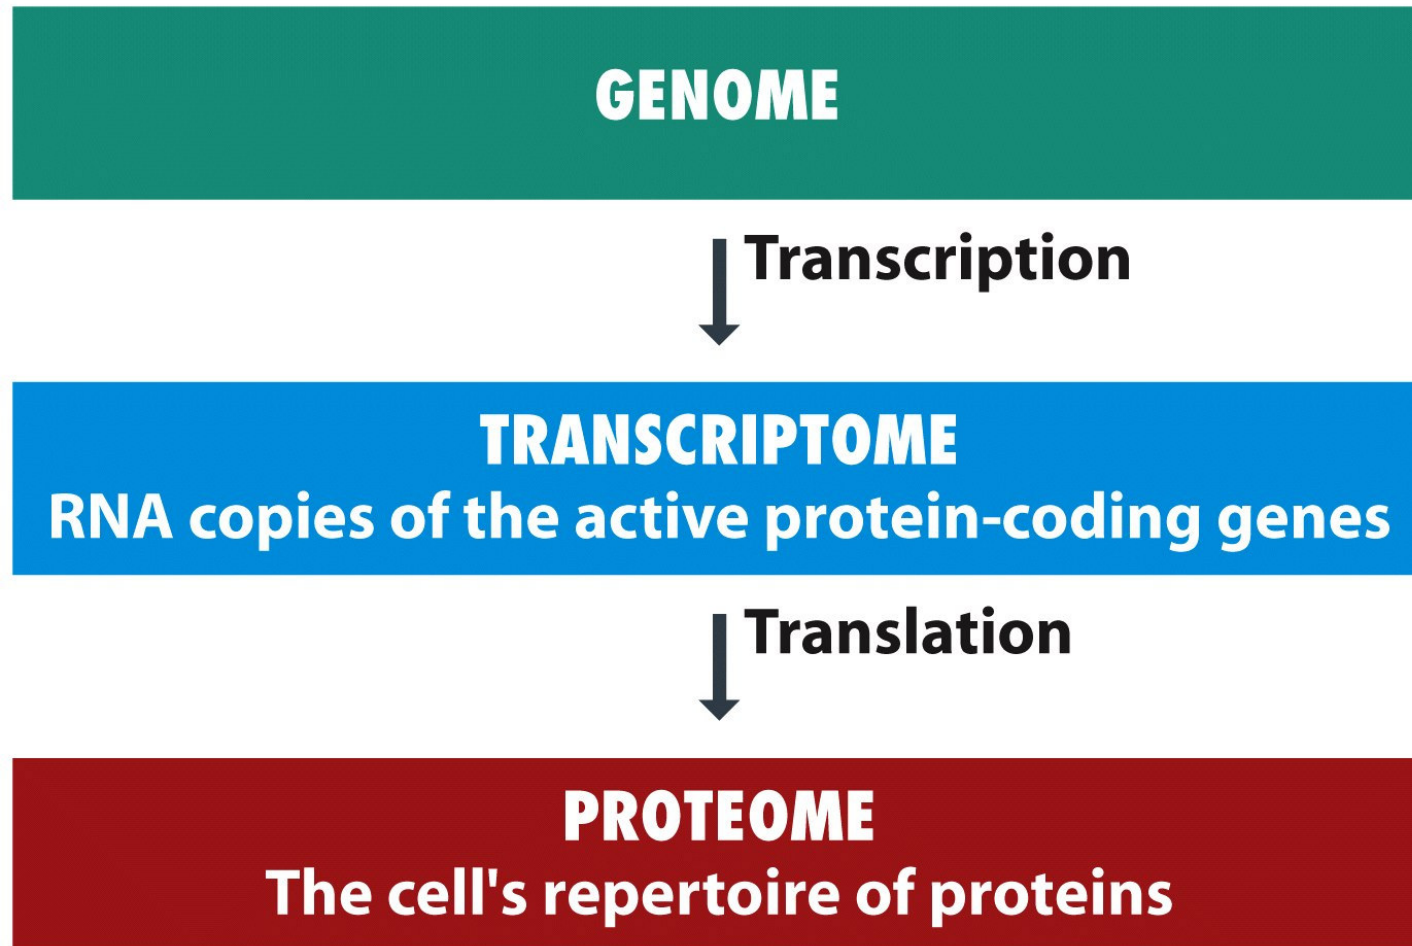 GENOME
Transcription
TRANSCRIPTOME
RNA copies of the active protein-coding genes
Translation
PROTEOME
The cell's repertoire of proteins